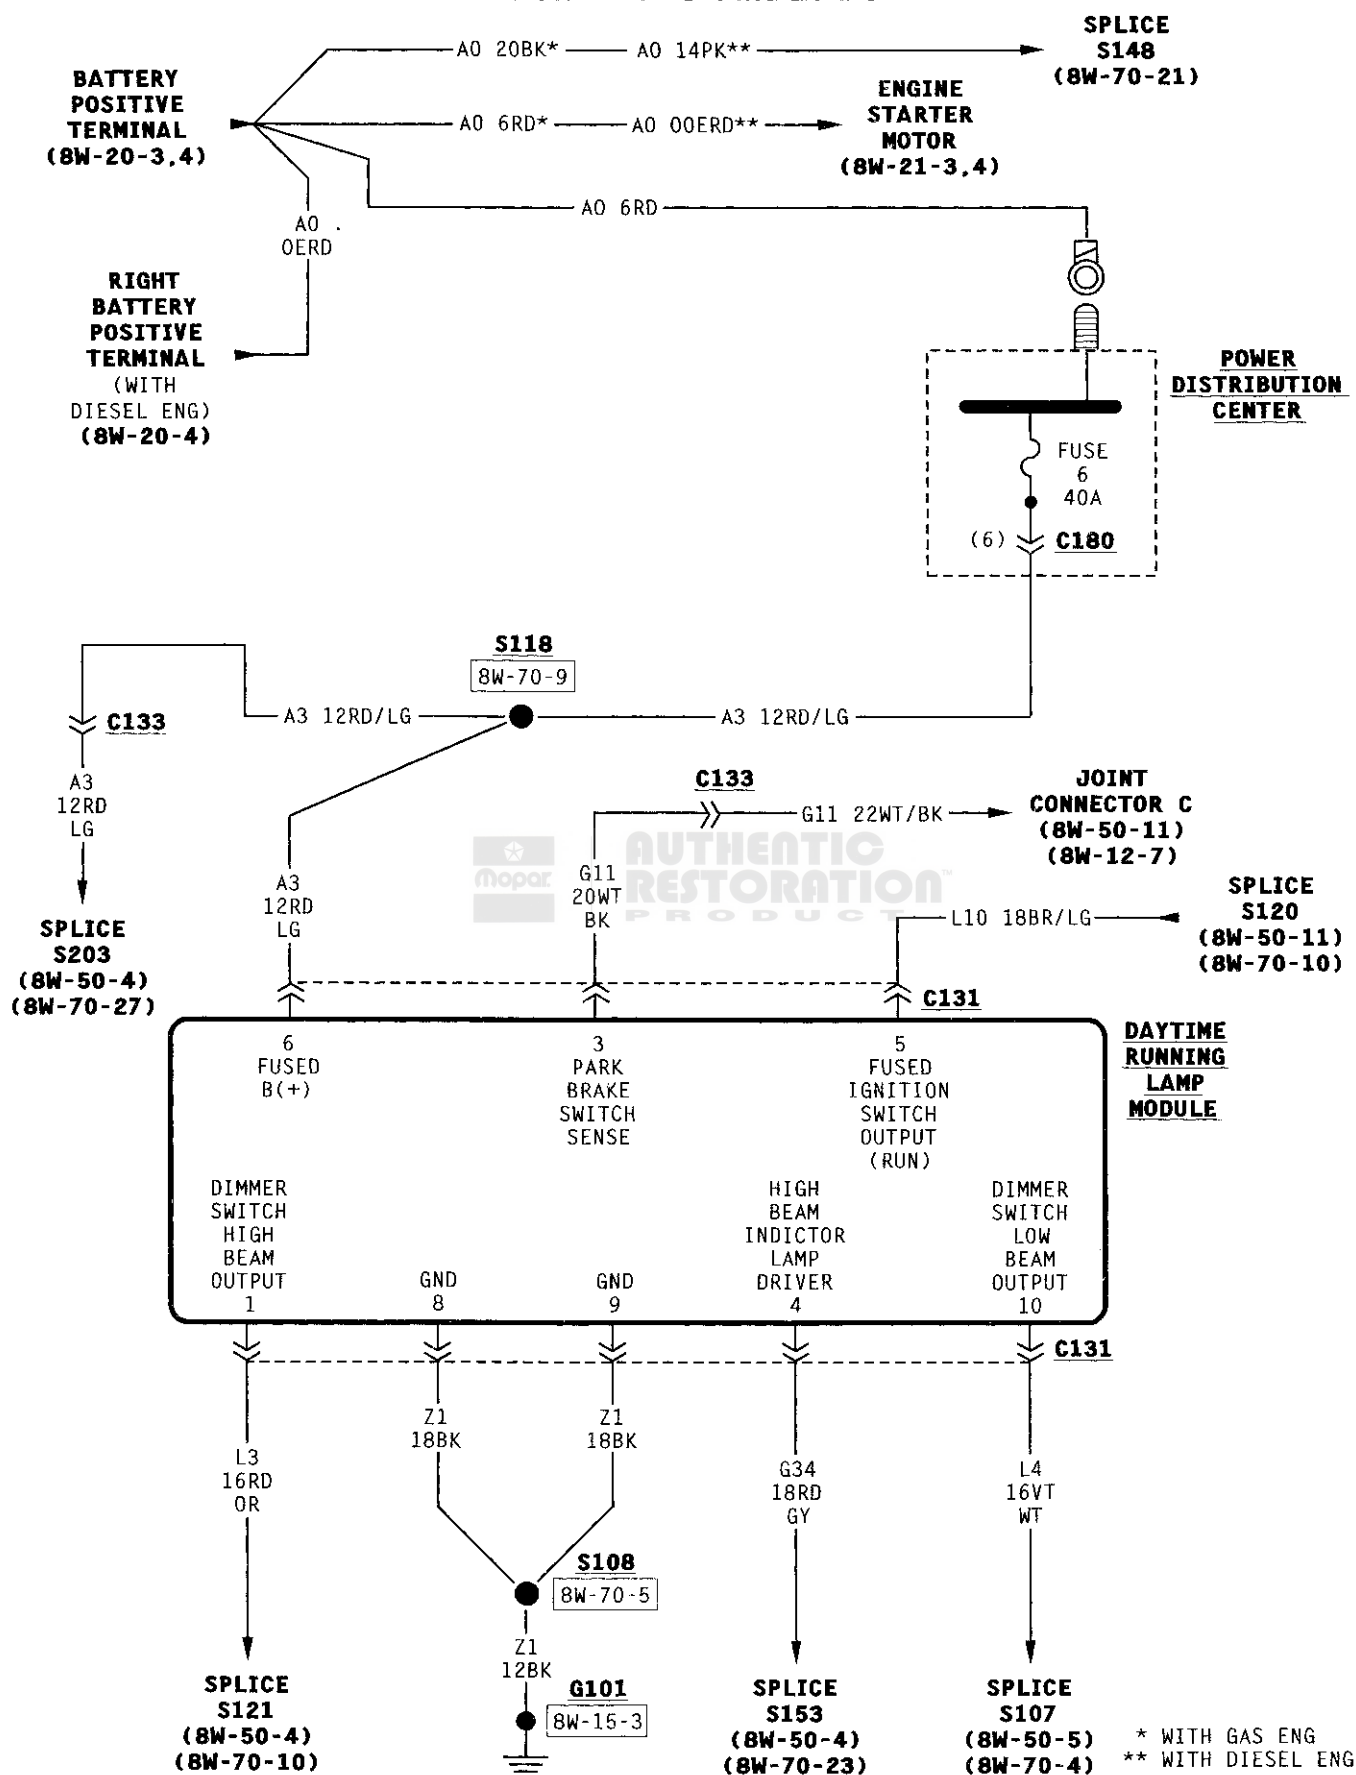 SPLICE
S148
(8W-70-21)
A0 20BK*
A0 14PK**
BATTERY
POSITIVE
TERMINAL
(8W-20-3,4)
A0 6RD*
A0 00ERD**
ENGINE
STARTER
MOTOR
(8W-21-3,4)
A0 6RD
A0
0ERD
RIGHT
BATTERY
POSITIVE
TERMINAL
(WITH
DIESEL ENG)
(8W-20-4)
POWER
DISTRIBUTION
CENTER
FUSE
6
40A
(6)
C180
S118
8W-70-9
C133
A3 12RD/LG
A3 12RD/LG
A3
12RD
LG
C133
G11 22WT/BK
JOINT
CONNECTOR C
(8W-50-11)
(8W-12-7)
Mopar
AUTHENTIC
RESTORATION™
PRODUCT
A3
12RD
LG
G11
20WT
BK
L10 18BR/LG
SPLICE
S120
(8W-50-11)
(8W-70-10)
SPLICE
S203
(8W-50-4)
(8W-70-27)
C131
DAYTIME
RUNNING
LAMP
MODULE
6
FUSED
B(+)
3
PARK
BRAKE
SWITCH
SENSE
5
FUSED
IGNITION
SWITCH
OUTPUT
(RUN)
DIMMER
SWITCH
HIGH
BEAM
OUTPUT
1
GND
8
GND
9
HIGH
BEAM
INDICTOR
LAMP
DRIVER
4
DIMMER
SWITCH
LOW
BEAM
OUTPUT
10
C131
L3
16RD
OR
Z1
18BK
Z1
18BK
G34
18RD
GY
L4
16VT
WT
S108
8W-70-5
Z1
12BK
G101
8W-15-3
SPLICE
S121
(8W-50-4)
(8W-70-10)
SPLICE
S153
(8W-50-4)
(8W-70-23)
SPLICE
S107
(8W-50-5)
(8W-70-4)
* WITH GAS ENG
** WITH DIESEL ENG